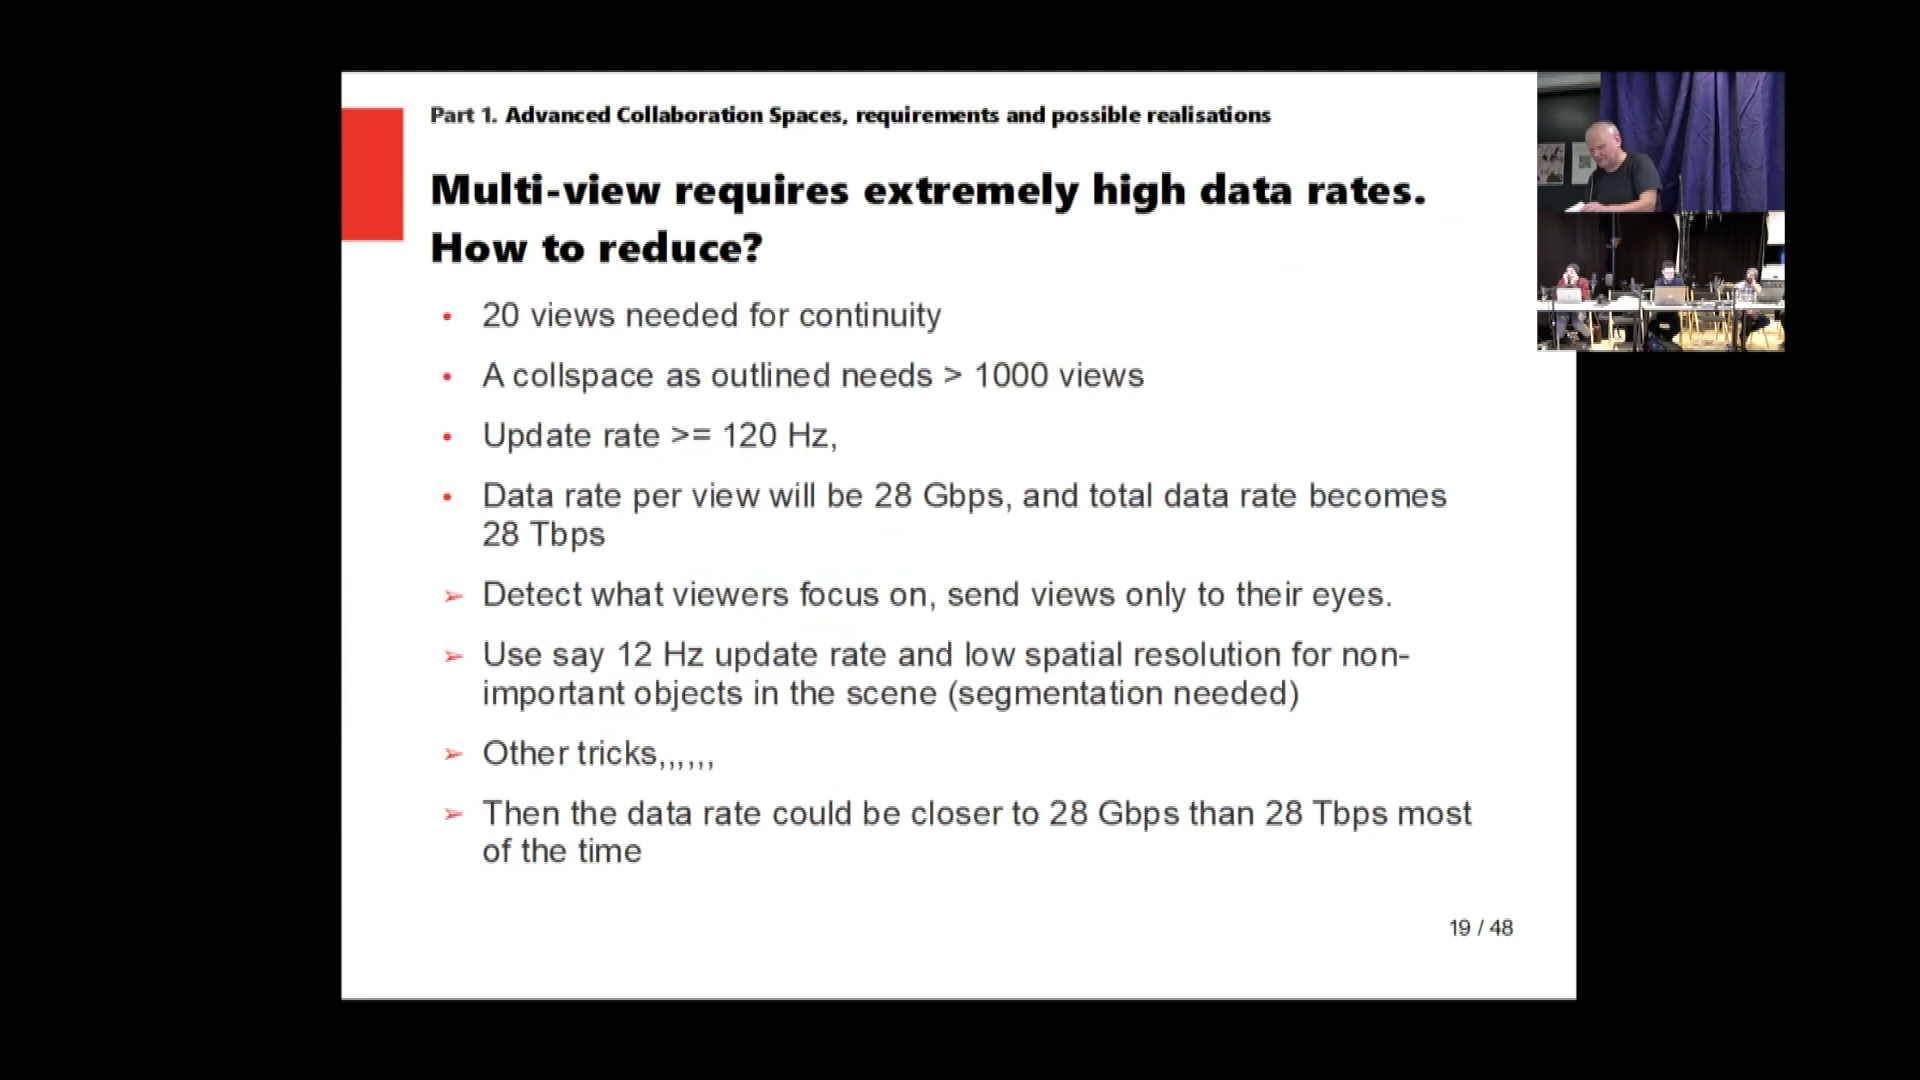 Part 1. Advanced Collaboration Spaces, requirements and possible realisations
Multi-view requires extremely high data rates.
How to reduce?
• 20 views needed for continuity
• A collspace as outlined needs > 1000 views
• Update rate >= 120 Hz,
• Data rate per view will be 28 Gbps, and total data rate becomes
28 Tbps
➢ Detect what viewers focus on, send views only to their eyes.
➢ Use say 12 Hz update rate and low spatial resolution for non-
important objects in the scene (segmentation needed)
➢ Other tricks,,,,,,
➢ Then the data rate could be closer to 28 Gbps than 28 Tbps most
of the time
19 / 48